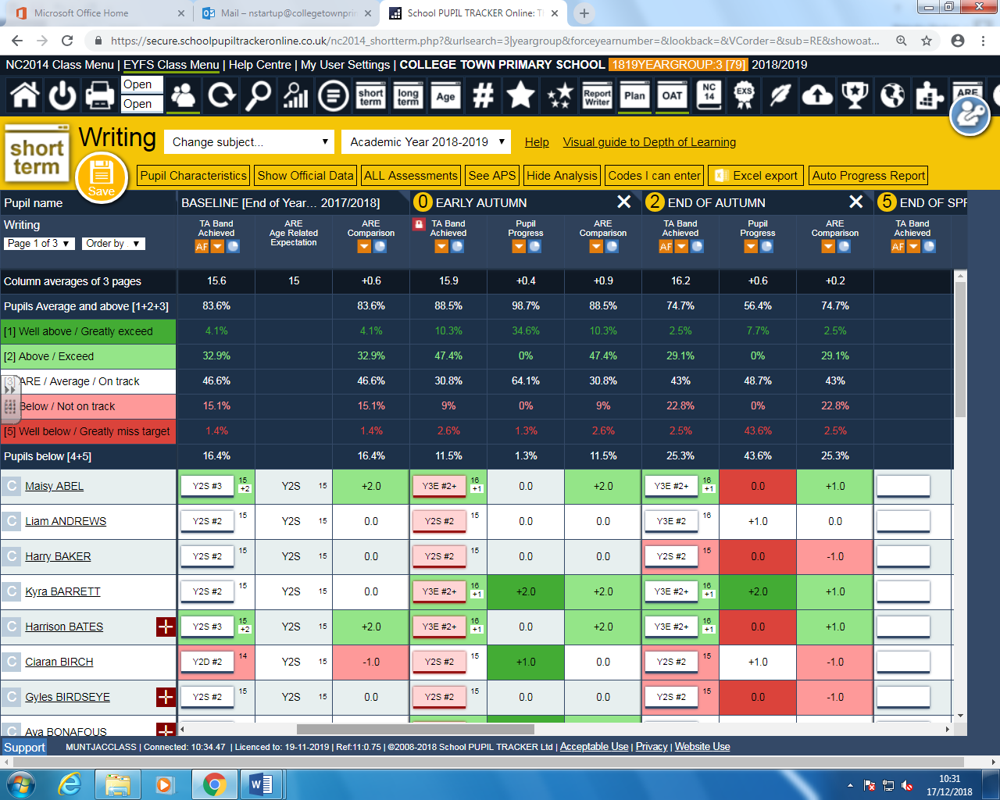 Microsoft Office Home
Mail – nstartup@collegetownprim
School PUPIL TRACKER Online: Th
https://secure.schoolpupiltrackeronline.co.uk/nc2014_shortterm.php?&urlsearch=3|yeargroup&forceyearnumber=&lookback=&VCorder=&sub=RE&showoat...
NC2014 Class Menu | EYFS Class Menu | Help Centre | My User Settings | COLLEGE TOWN PRIMARY SCHOOL 1819YEARGROUP:3 [79] 2018/2019
Open
Open
short term
long term
Age
#
Report Writer
Plan
OAT
NC 14
EXS
ARE
short term
Writing
Change subject...
Academic Year 2018-2019
Help
Visual guide to Depth of Learning
Save
Pupil Characteristics
Show Official Data
ALL Assessments
See APS
Hide Analysis
Codes I can enter
Excel export
Auto Progress Report
Pupil name BASELINE [End of Year... 2017/2018] 0 EARLY AUTUMN 2 END OF AUTUMN 5 END OF SPR
Writing
Page 1 of 3 Order by
TA Band Achieved AF
ARE Age Related Expectation
ARE Comparison
TA Band Achieved
Pupil Progress
ARE Comparison
TA Band Achieved AF
Pupil Progress
ARE Comparison
TA Band Achieved AF
Column averages of 3 pages 15.6 15 +0.6 15.9 +0.4 +0.9 16.2 +0.6 +0.2
Pupils Average and above [1+2+3] 83.6% 83.6% 88.5% 98.7% 88.5% 74.7% 56.4% 74.7%
[1] Well above / Greatly exceed 4.1% 4.1% 10.3% 34.6% 10.3% 2.5% 7.7% 2.5%
[2] Above / Exceed 32.9% 32.9% 47.4% 0% 47.4% 29.1% 0% 29.1%
[3] ARE / Average / On track 46.6% 46.6% 30.8% 64.1% 30.8% 43% 48.7% 43%
Below / Not on track 15.1% 15.1% 9% 0% 9% 22.8% 0% 22.8%
[5] Well below / Greatly miss target 1.4% 1.4% 2.6% 1.3% 2.6% 2.5% 43.6% 2.5%
Pupils below [4+5] 16.4% 16.4% 11.5% 1.3% 11.5% 25.3% 43.6% 25.3%
C Maisy ABEL Y2S #3 15 +2 Y2S 15 +2.0 Y3E #2+ 16 +1 0.0 +2.0 Y3E #2+ 16 +1 0.0 +1.0
C Liam ANDREWS Y2S #2 15 Y2S 15 0.0 Y2S #2 15 0.0 0.0 Y3E #2 16 +1.0 0.0
C Harry BAKER Y2S #2 15 Y2S 15 0.0 Y2S #2 15 0.0 0.0 Y2S #2 15 0.0 -1.0
C Kyra BARRETT Y2S #2 15 Y2S 15 0.0 Y3E #2+ 16 +1 +2.0 +2.0 Y3E #2+ 16 +1 +2.0 +1.0
C Harrison BATES Y2S #3 15 +2 Y2S 15 +2.0 Y3E #2+ 16 +1 0.0 +2.0 Y3E #2+ 16 +1 0.0 +1.0
C Ciaran BIRCH Y2D #2 14 Y2S 15 -1.0 Y2S #2 15 +1.0 0.0 Y2S #2 15 +1.0 -1.0
C Gyles BIRDSEYE Y2S #2 15 Y2S 15 0.0 Y2S #2 15 0.0 0.0 Y2S #2 15 0.0 -1.0
C Ava BONAFOUS
Support MUNTJACCLASS | Connected: 10:34.47 | Licenced to: 19-11-2019 | Ref:11:0.75 | ©2008-2018 School PUPIL TRACKER Ltd | Acceptable Use | Privacy | Website Use
10:31
17/12/2018